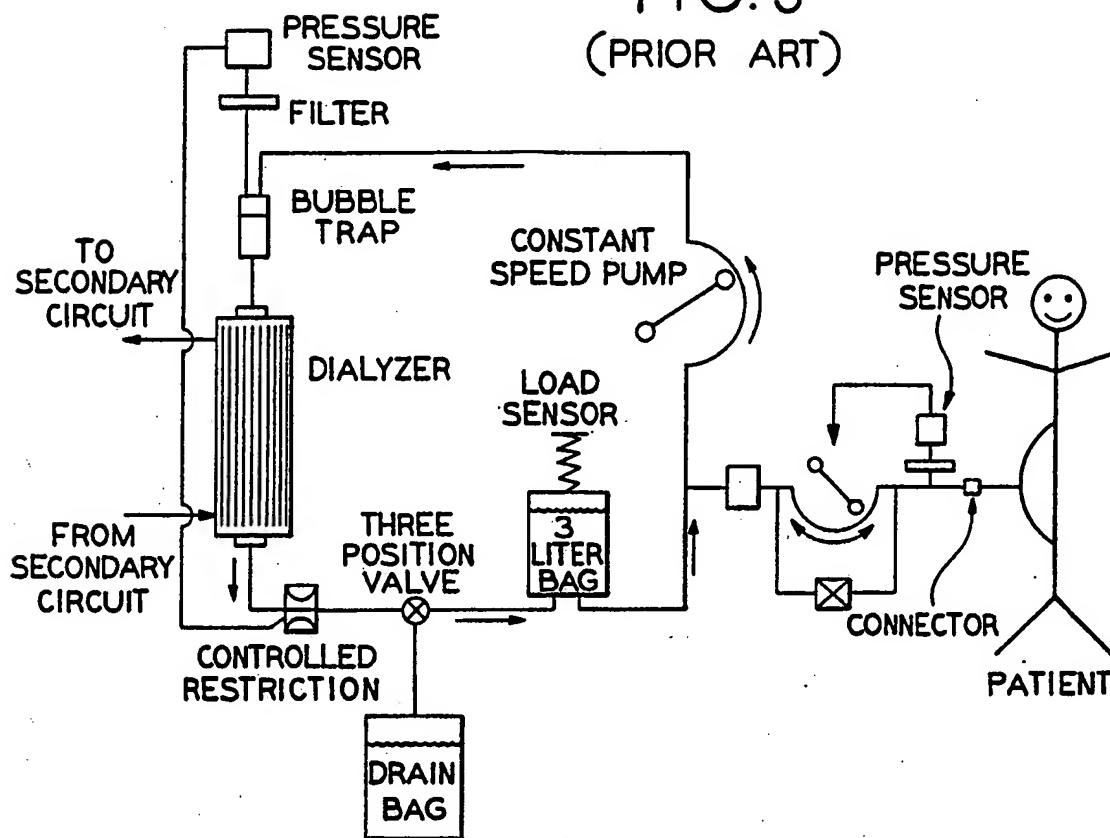 FIG.
(PRIOR ART)
PRESSURE
SENSOR
FILTER
BUBBLE
TRAP
TO
SECONDARY
CIRCUIT
CONSTANT
SPEED PUMP
PRESSURE
SENSOR
DIALYZER
LOAD
SENSOR
3
LITER
BAG
FROM
SECONDARY
CIRCUIT
THREE
POSITION
VALVE
CONTROLLED
RESTRICTION
CONNECTOR
PATIENT
DRAIN
BAG